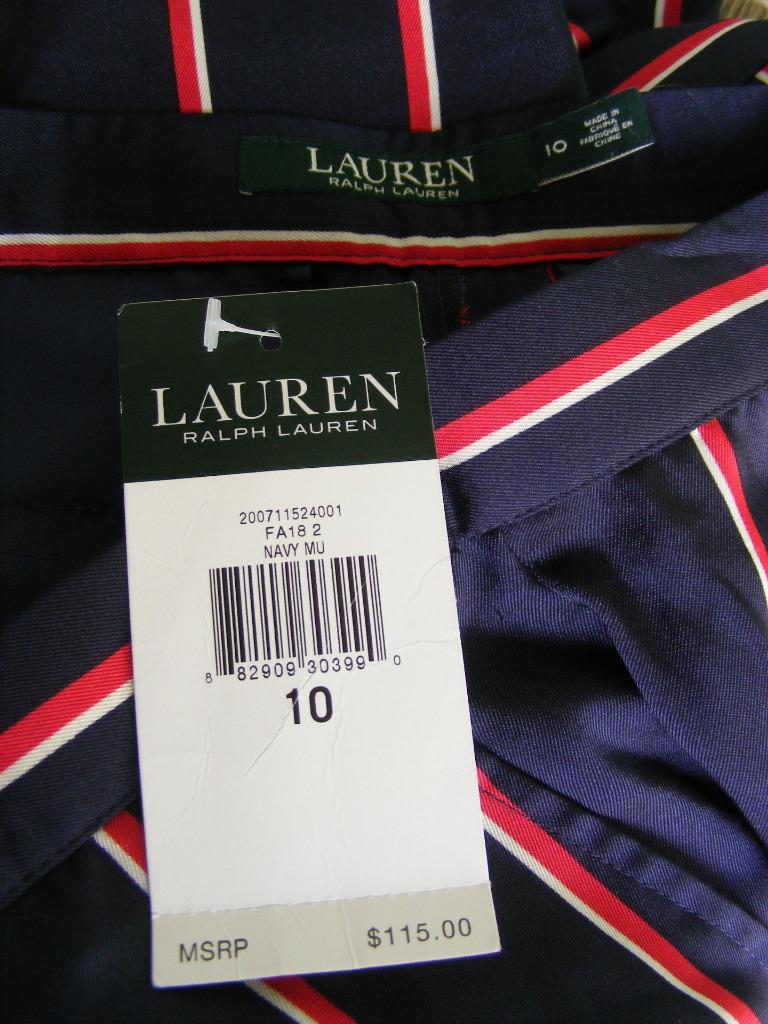 LAUREN
RALPH LAUREN
10
MADE IN
CHINA
FABRIQUÉ EN
CHINE
LAUREN
RALPH LAUREN
200711524001
FA18 2
NAVY MU
8 82909 30399 0
10
MSRP $115.00